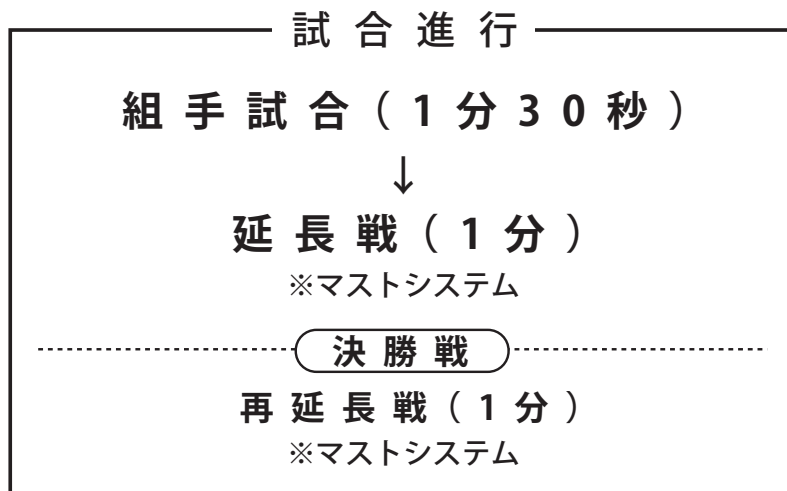 試合進行
組手試合(1分30秒)
↓
延長戦(1分)
※マストシステム
決勝戦
再延長戦(1分)
※マストシステム